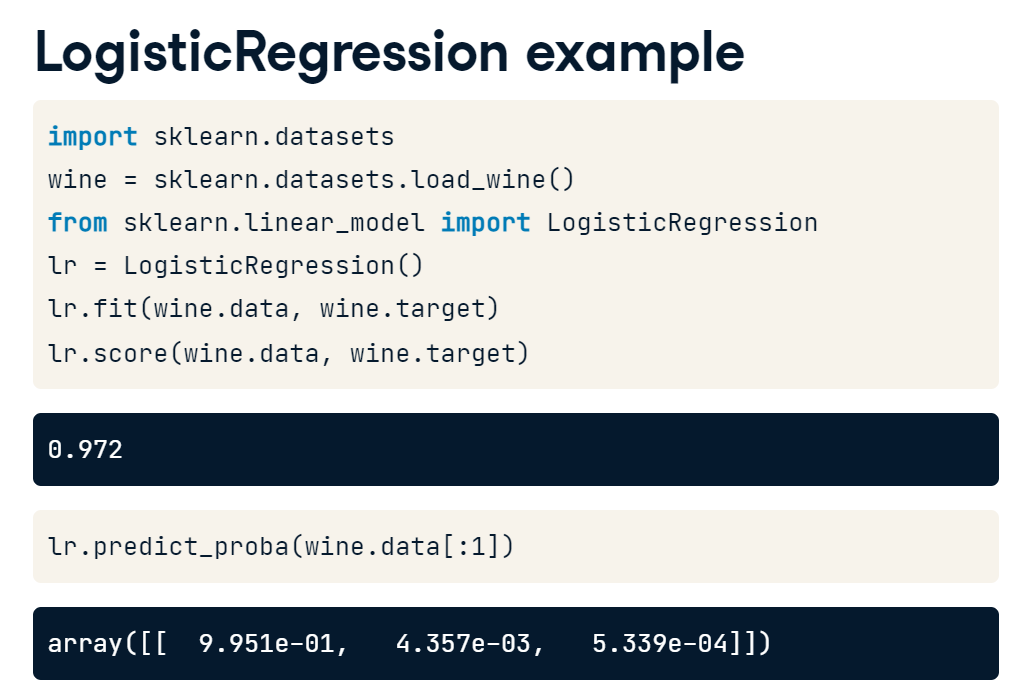 LogisticRegression example
import sklearn.datasets
wine = sklearn.datasets.load_wine()
from sklearn.linear_model import LogisticRegression
lr = LogisticRegression()
lr.fit(wine.data, wine.target)
lr.score(wine.data, wine.target)
0.972
lr.predict_proba(wine.data[:1])
array([[  9.951e-01,   4.357e-03,   5.339e-04]])